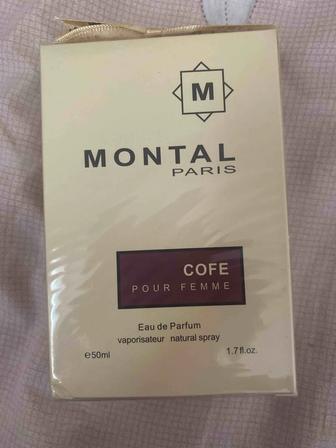 M
MONTAL
PARIS
COFE
POUR FEMME
Eau de Parfum
vaporisateur natural spray
e50ml 1.7fl.oz.